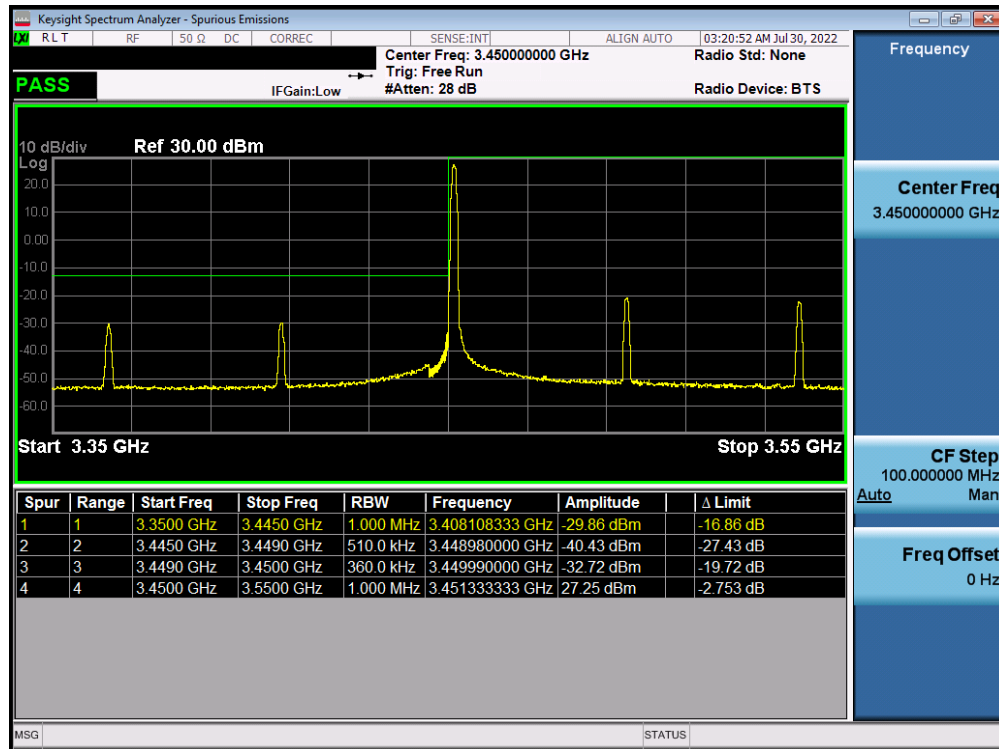 Keysight Spectrum Analyzer - Spurious Emissions
LXI R L T RF 50 Ω DC CORREC SENSE:INT ALIGN AUTO 03:20:52 AM Jul 30, 2022
Center Freq: 3.450000000 GHz Radio Std: None
Trig: Free Run
PASS IFGain:Low #Atten: 28 dB Radio Device: BTS
10 dB/div Ref 30.00 dBm
Log
20.0
10.0
0.00
-10.0
-20.0
-30.0
-40.0
-50.0
-60.0
Start 3.35 GHz Stop 3.55 GHz
Spur Range Start Freq Stop Freq RBW Frequency Amplitude Δ Limit
1 1 3.3500 GHz 3.4450 GHz 1.000 MHz 3.408108333 GHz -29.86 dBm -16.86 dB
2 2 3.4450 GHz 3.4490 GHz 510.0 kHz 3.448980000 GHz -40.43 dBm -27.43 dB
3 3 3.4490 GHz 3.4500 GHz 360.0 kHz 3.449990000 GHz -32.72 dBm -19.72 dB
4 4 3.4500 GHz 3.5500 GHz 1.000 MHz 3.451333333 GHz 27.25 dBm -2.753 dB
Frequency
Center Freq
3.450000000 GHz
CF Step
100.000000 MHz
Auto Man
Freq Offset
0 Hz
MSG STATUS